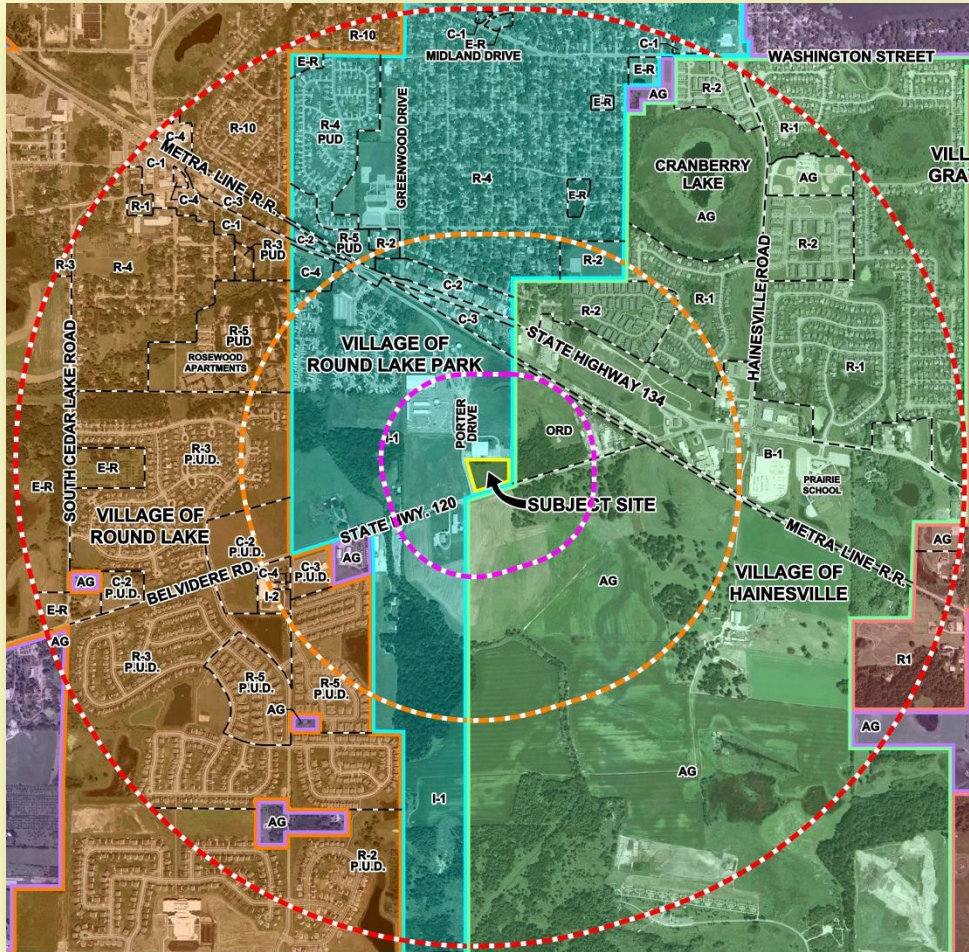 R-10
C-1
E-R
MIDLAND DRIVE
C-1
WASHINGTON STREET
E-R
E-R
R-2
AG
R-4
PUD
GREENWOOD DRIVE
E-R
R-10
C-4
METRA LINE R.R.
C-1
C-4
C-3
R-1
C-1
R-3
PUD
R-3
R-4
C-2
R-5
PUD
R-2
C-4
R-4
E-R
R-2
C-2
C-3
R-1
CRANBERRY
LAKE
AG
AG
HAINESVILLE ROAD
R-2
R-1
R-2
R-1
VILL
GRAY
SOUTH CEDAR LAKE ROAD
R-5
PUD
ROSEWOOD
APARTMENTS
VILLAGE OF
ROUND LAKE PARK
STATE HIGHWAY 134
PORTER
DRIVE
I-1
ORD
B-1
PRAIRIE
SCHOOL
E-R
E-R
R-3
P.U.D.
VILLAGE OF
ROUND LAKE
STATE HWY. 120
SUBJECT SITE
METRA LINE R.R.
C-2
P.U.D.
AG
C-4
I-2
C-3
P.U.D.
AG
C-2
P.U.D.
BELVIDERE RD.
E-R
AG
AG
VILLAGE OF
HAINESVILLE
AG
R1
AG
R-3
P.U.D.
R-5
P.U.D.
R-5
P.U.D.
AG
AG
I-1
AG
R-2
P.U.D.